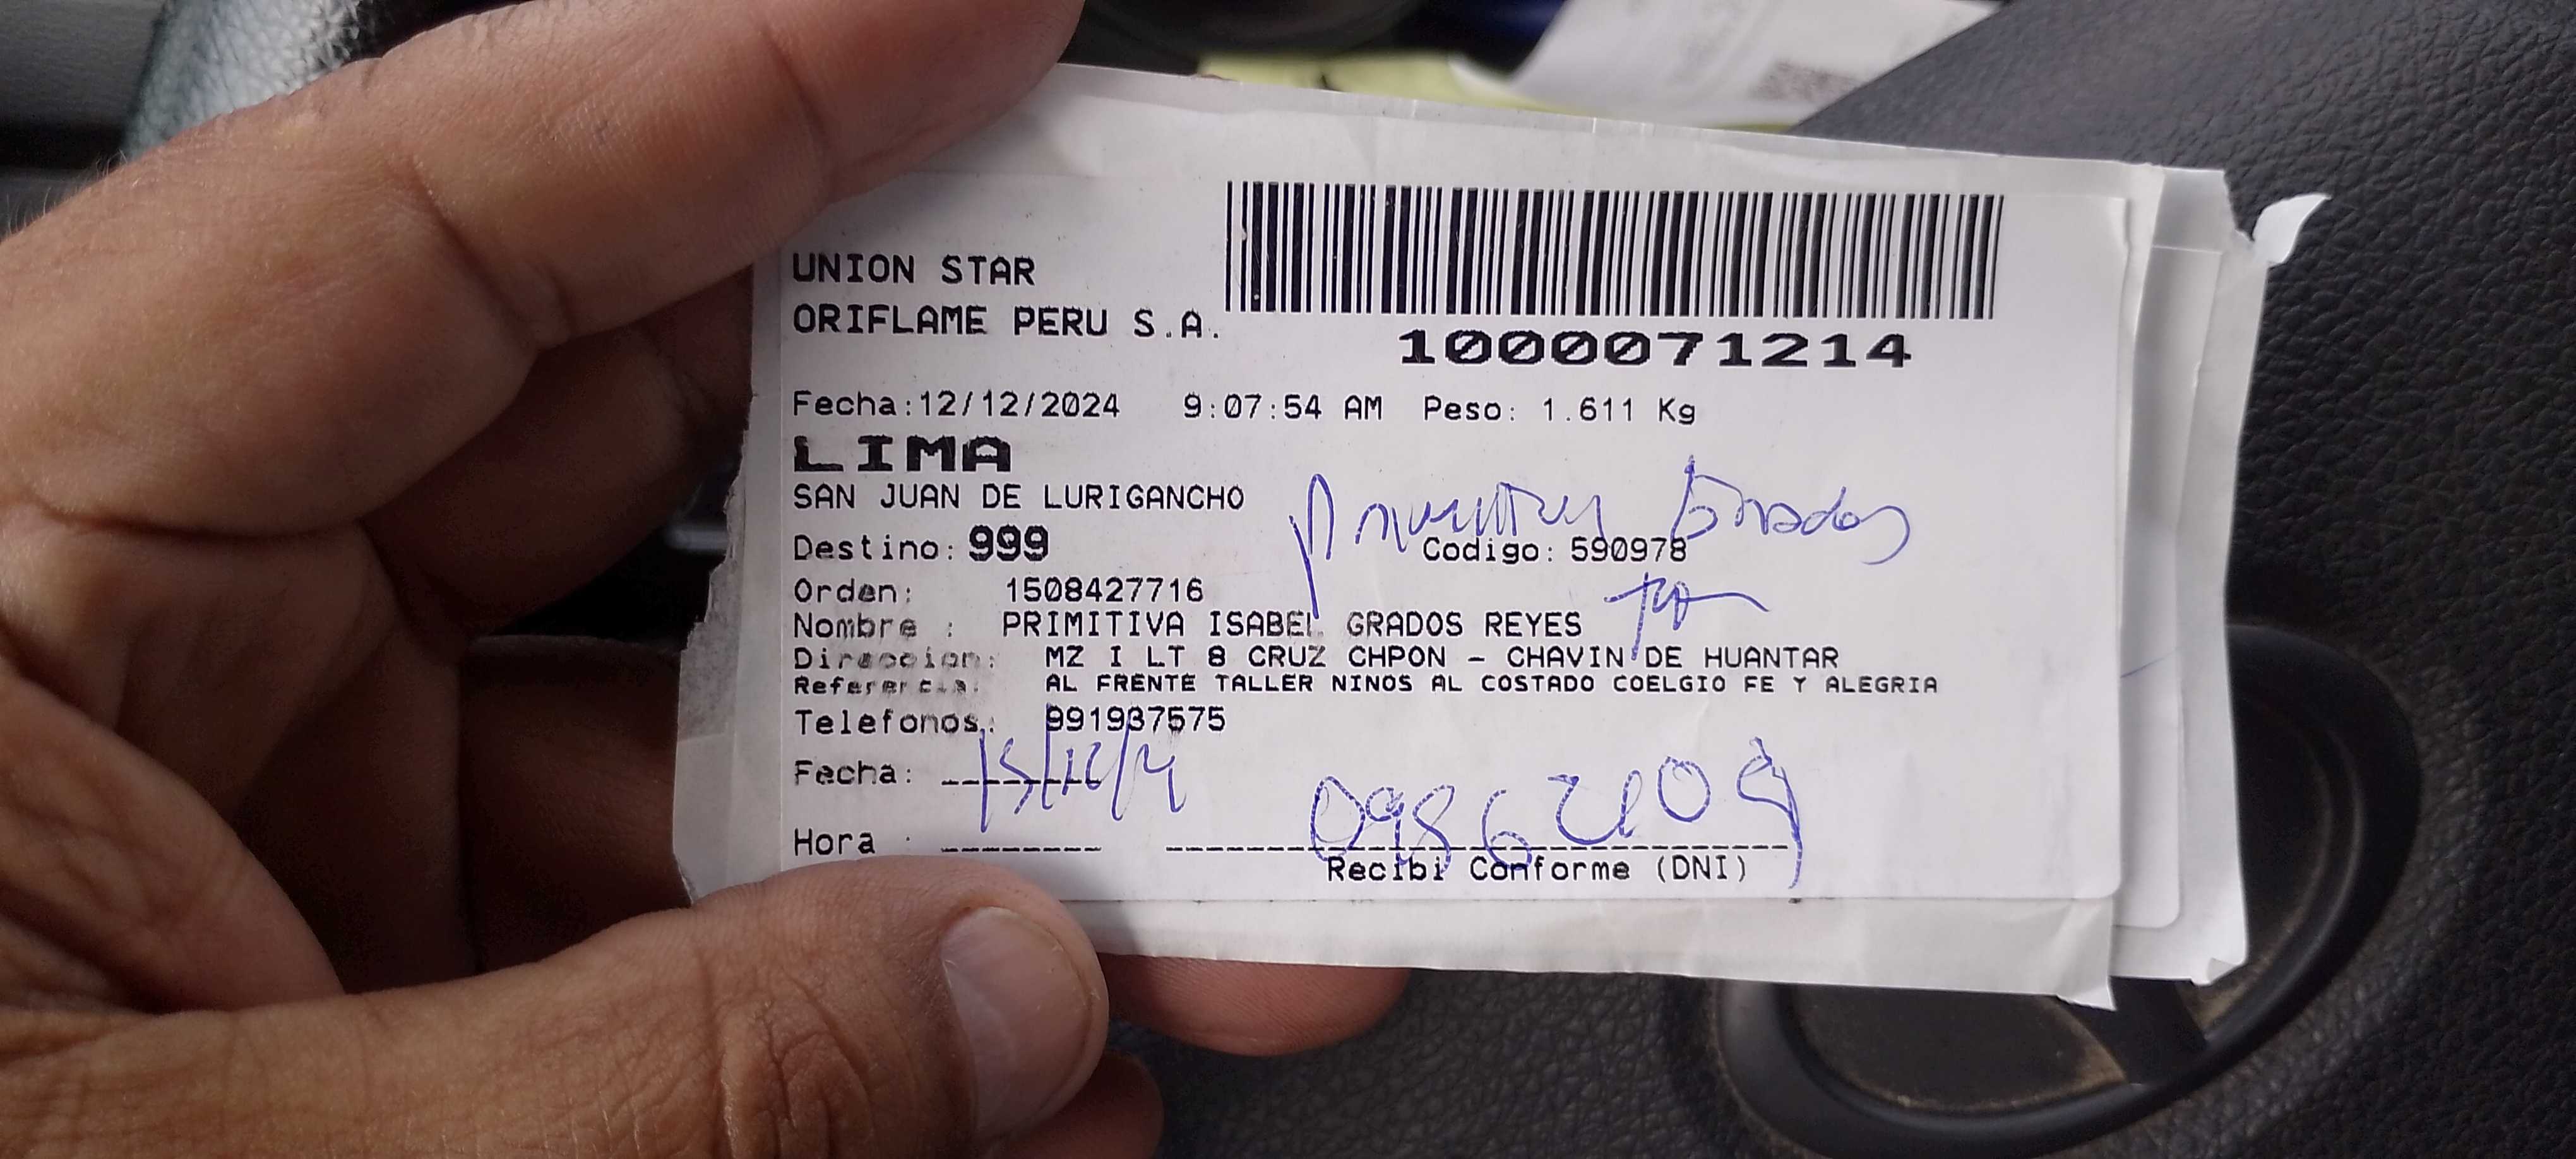 UNION STAR
ORIFLAME PERU S.A.
1000071214
Fecha:12/12/2024 9:07:54 AM Peso: 1.611 Kg
LIMA
SAN JUAN DE LURIGANCHO
Grados
Destino: 999 Codigo: 590978
Orden: 1508427716
Nombre : PRIMITIVA ISABEL GRADOS REYES
Direccion: MZ I LT 8 CRUZ CHPON - CHAVIN DE HUANTAR
Referencia: AL FRENTE TALLER NINOS AL COSTADO COELGIO FE Y ALEGRIA
Telefonos.: 991937575
Fecha:
Hora :
Recibi Conforme (DNI)